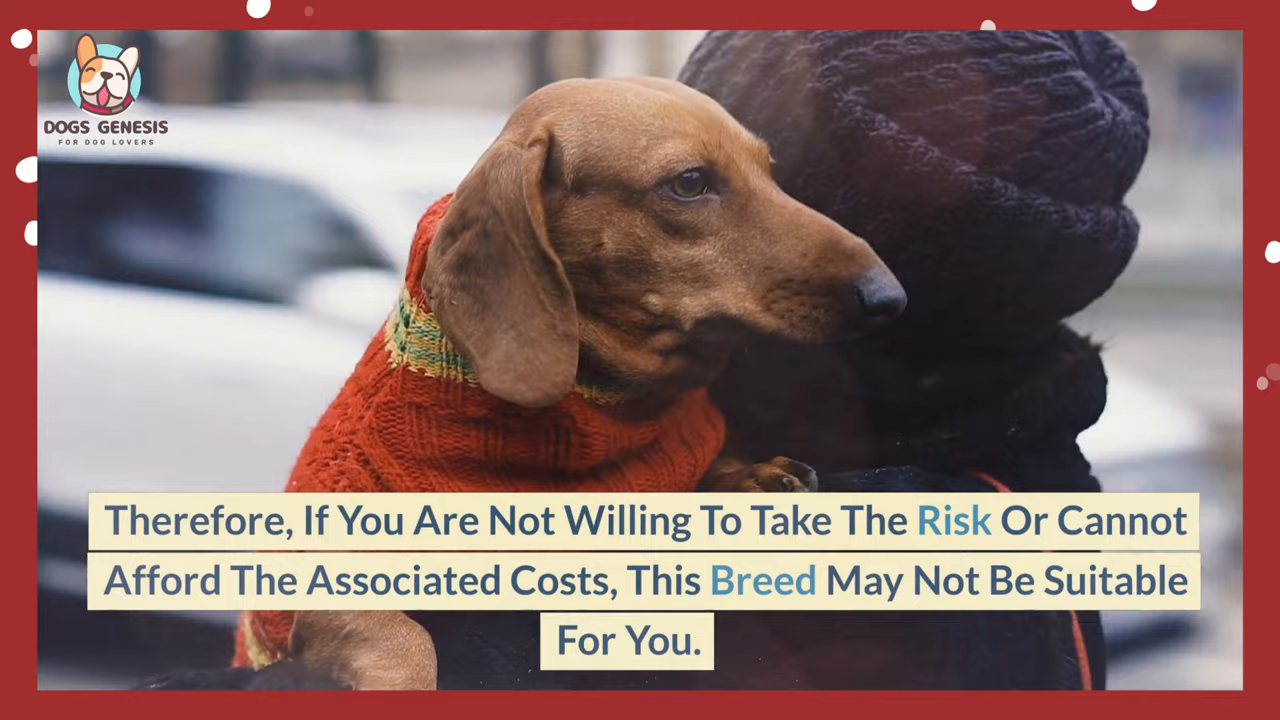 DOGS GENESIS
FOR DOG LOVERS
Therefore, If You Are Not Willing To Take The Risk Or Cannot
Afford The Associated Costs, This Breed May Not Be Suitable
For You.